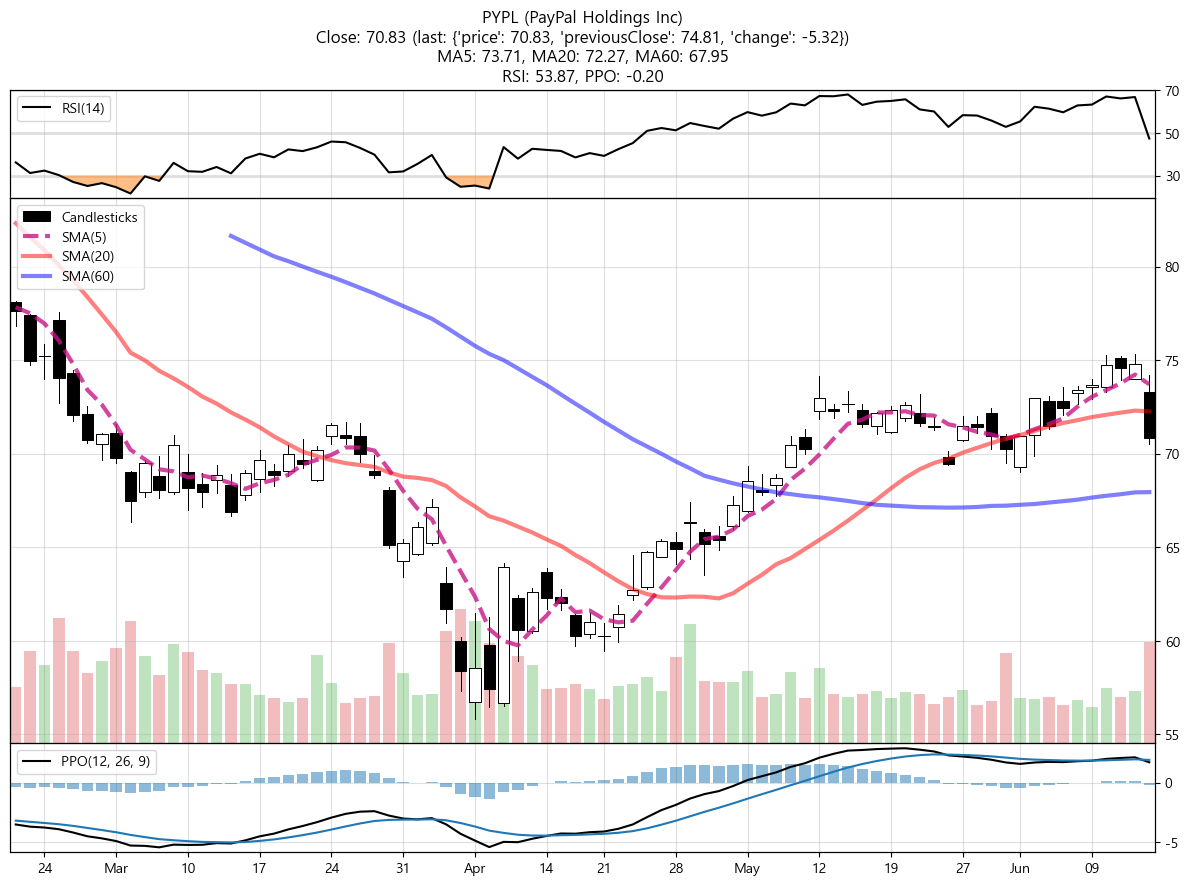 PYPL (PayPal Holdings Inc)
Close: 70.83 (last: {'price': 70.83, 'previousClose': 74.81, 'change': -5.32})
MA5: 73.71, MA20: 72.27, MA60: 67.95
RSI: 53.87, PPO: -0.20
RSI(14)
70
50
30
Candlesticks
SMA(5)
SMA(20)
SMA(60)
80
75
70
65
60
55
PPO(12, 26, 9)
0
-5
24 Mar 10 17 24 31 Apr 14 21 28 May 12 19 27 Jun 09